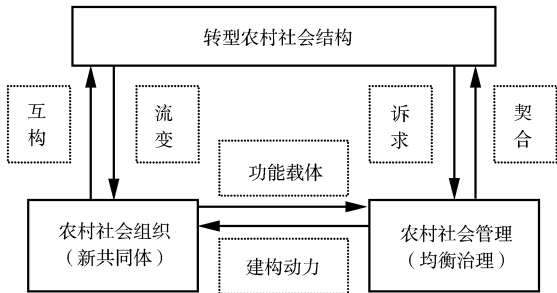 转型农村社会结构
互构
流变
诉求
契合
功能载体
农村社会组织
（新共同体）
农村社会管理
（均衡治理）
建构动力